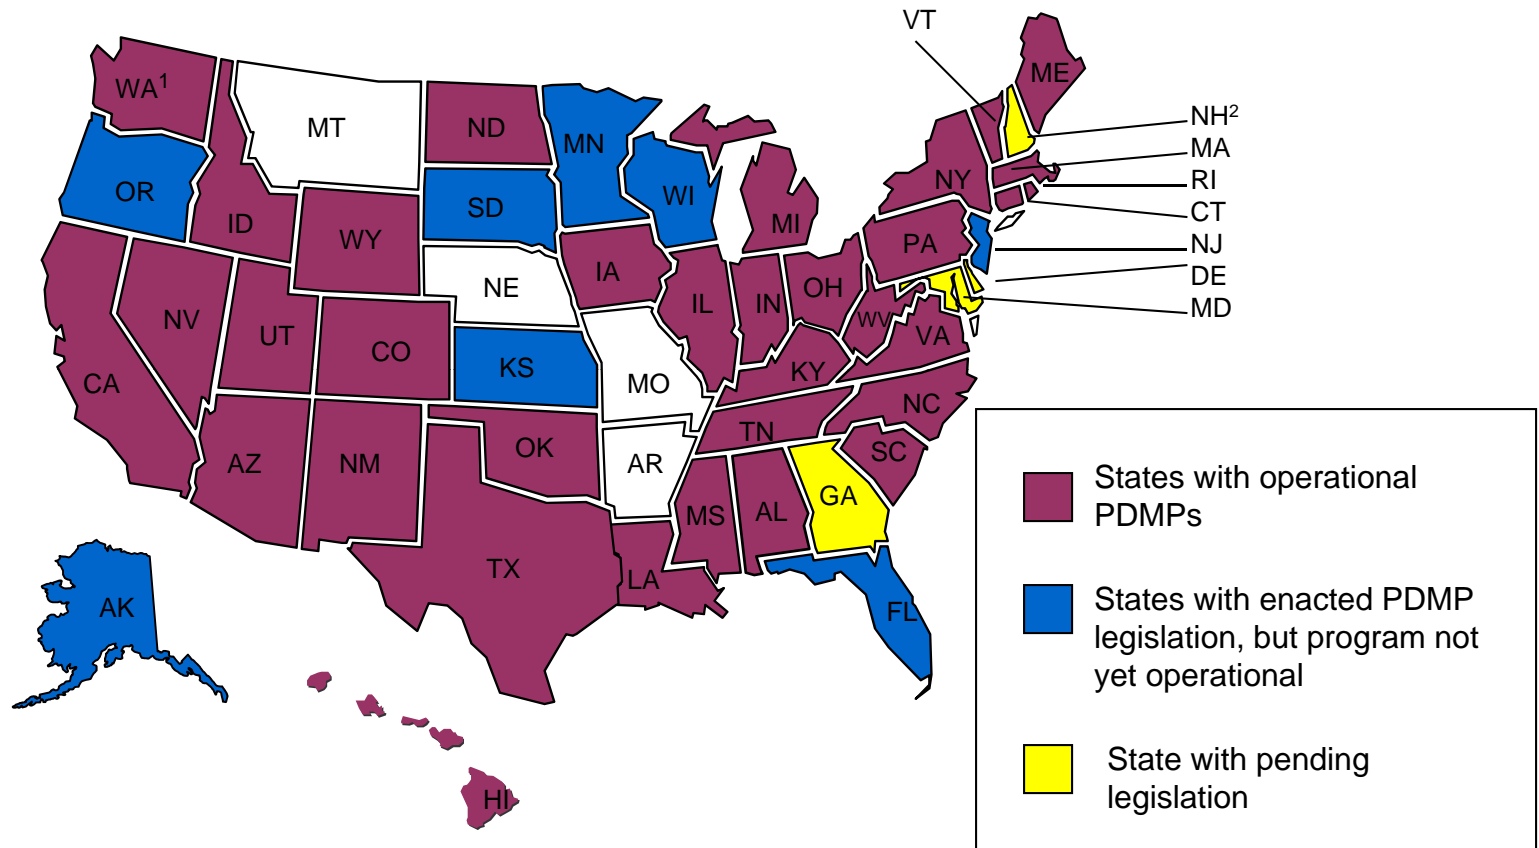 VT
ME
WA¹
MT
ND
MN
NH²
MA
OR
ID
SD
WI
NY
RI
CT
WY
MI
PA
NJ
IA
NE
OH
DE
MD
NV
UT
CO
IL
IN
WV
VA
CA
KS
MO
KY
NC
AZ
NM
OK
AR
TN
SC
MS
AL
GA
TX
LA
AK
FL
HI
States with operational
PDMPs
States with enacted PDMP
legislation, but program not
yet operational
State with pending
legislation